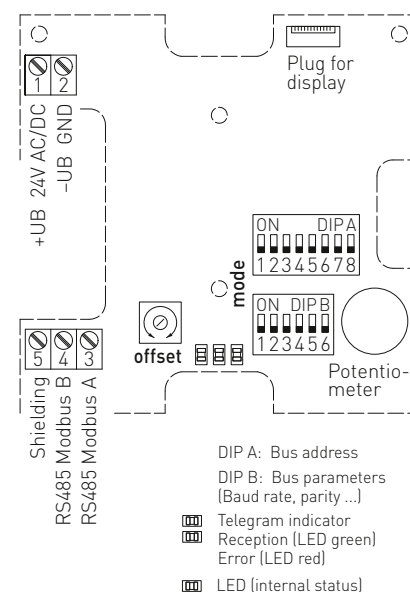 Plug for
display
1 2
+UB 24V AC/DC
–UB GND
ON DIP A
12345678
mode
ON DIP B
123456
offset
5 4 3
Shielding
RS485 Modbus B
RS485 Modbus A
Potentio-
meter
DIP A: Bus address
DIP B: Bus parameters
(Baud rate, parity ...)
Telegram indicator
Reception (LED green)
Error (LED red)
LED (internal status)